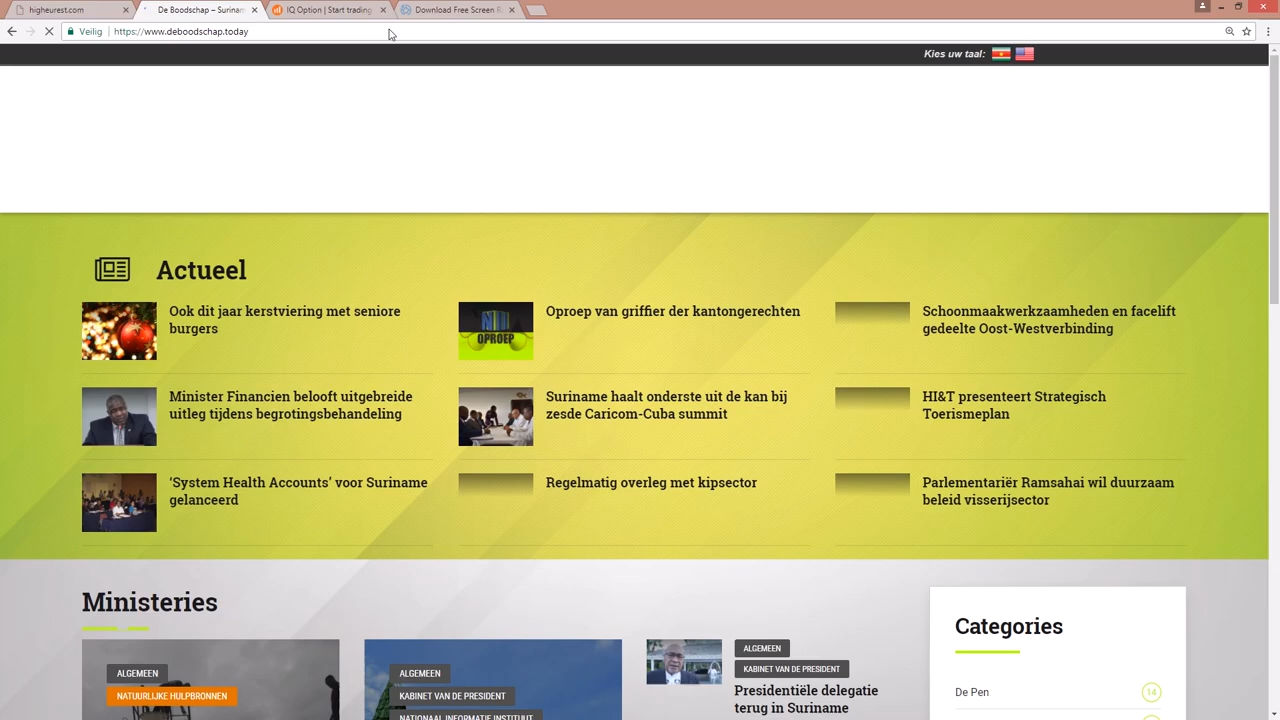 higheurest.com
De Boodschap – Surinam
IQ Option | Start trading
Download Free Screen R
Veilig
https://www.deboodschap.today
Kies uw taal:
Actueel
Ook dit jaar kerstviering met seniore
burgers
Oproep van griffier der kantongerechten
Schoonmaakwerkzaamheden en facelift
gedeelte Oost-Westverbinding
OPROEP
Minister Financien belooft uitgebreide
uitleg tijdens begrotingsbehandeling
Suriname haalt onderste uit de kan bij
zesde Caricom-Cuba summit
HI&T presenteert Strategisch
Toerismeplan
‘System Health Accounts’ voor Suriname
gelanceerd
Regelmatig overleg met kipsector
Parlementariër Ramsahai wil duurzaam
beleid visserijsector
Ministeries
ALGEMEEN
NATUURLIJKE HULPBRONNEN
ALGEMEEN
KABINET VAN DE PRESIDENT
NATIONAAL INFORMATIE INSTITUUT
ALGEMEEN
KABINET VAN DE PRESIDENT
Presidentiële delegatie
terug in Suriname
Categories
De Pen
14